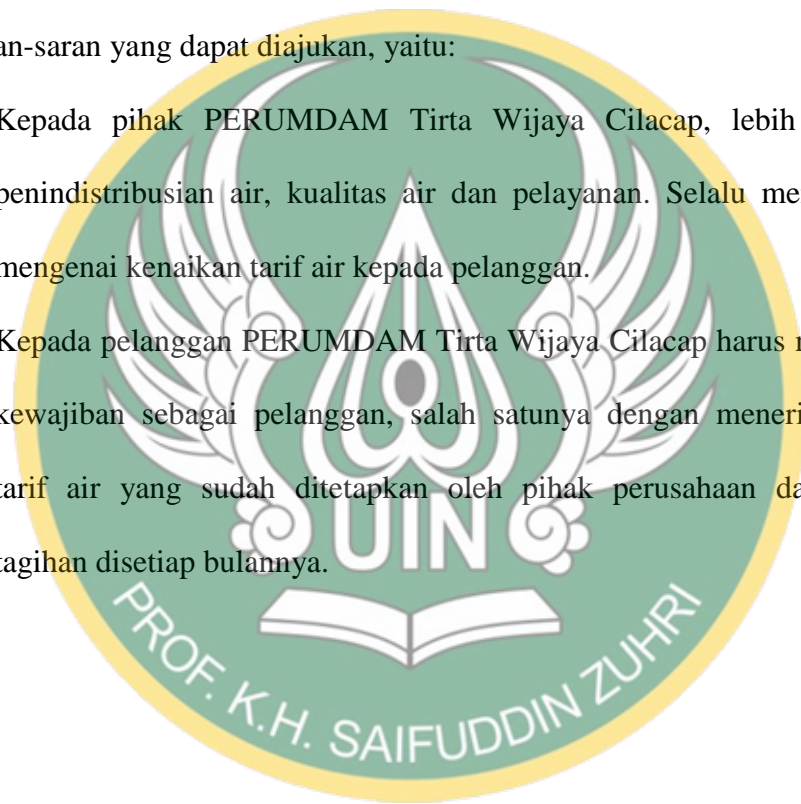 an-saran yang dapat diajukan, yaitu:
Kepada pihak PERUMDAM Tirta Wijaya Cilacap, lebih
penindistribusian air, kualitas air dan pelayanan. Selalu me
mengenai kenaikan tarif air kepada pelanggan.
Kepada pelanggan PERUMDAM Tirta Wijaya Cilacap harus
kewajiban sebagai pelanggan, salah satunya dengan meneri
tarif air yang sudah ditetapkan oleh pihak perusahaan da
tagihan disetiap bulannya.
UIN
PROF. K.H. SAIFUDDIN ZUHRI